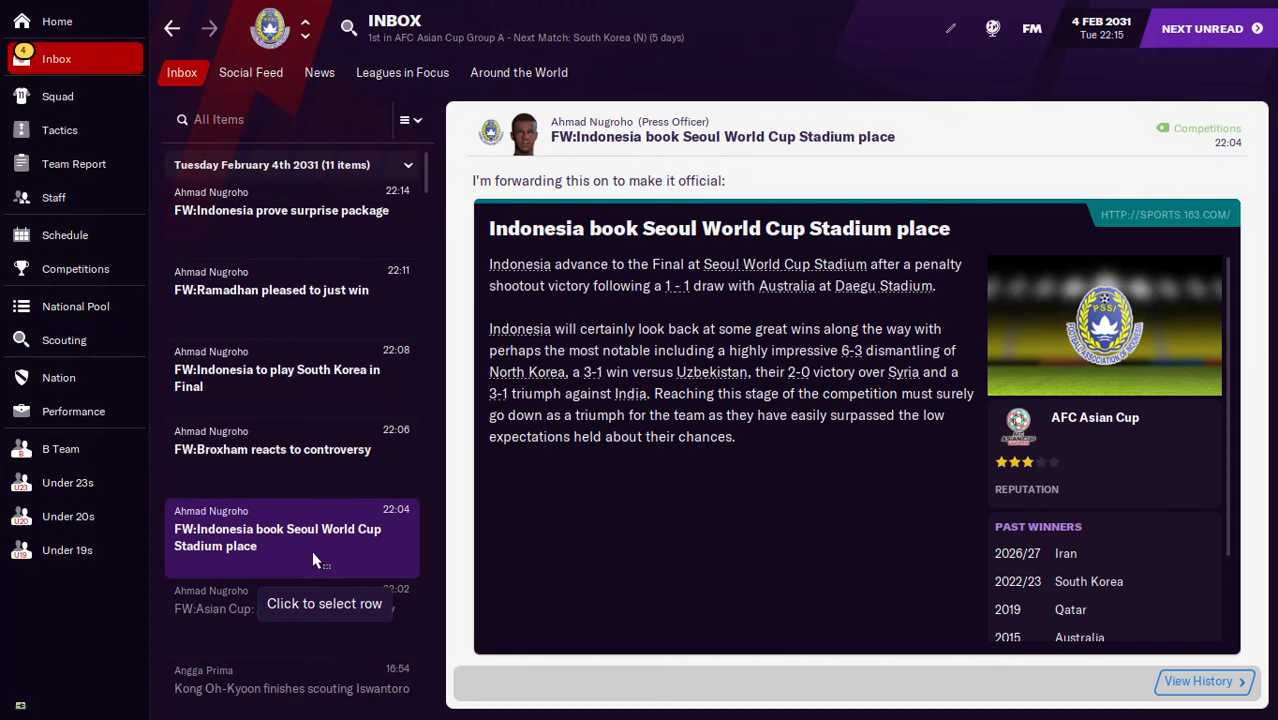 Home
INBOX
1st in AFC Asian Cup Group A - Next Match: South Korea (N) (5 days)
FM
4 FEB 2031
Tue 22:15
NEXT UNREAD
4
Inbox
Squad
Tactics
Team Report
Staff
Schedule
Competitions
National Pool
Scouting
Nation
Performance
B
B Team
U23
Under 23s
U20
Under 20s
U19
Under 19s
Inbox
Social Feed
News
Leagues in Focus
Around the World
All Items
Tuesday February 4th 2031 (11 items)
Ahmad Nugroho 22:14
FW:Indonesia prove surprise package
Ahmad Nugroho 22:11
FW:Ramadhan pleased to just win
Ahmad Nugroho 22:08
FW:Indonesia to play South Korea in
Final
Ahmad Nugroho 22:06
FW:Broxham reacts to controversy
Ahmad Nugroho 22:04
FW:Indonesia book Seoul World Cup
Stadium place
Ahmad Nugroho 22:02
FW:Asian Cup:
Click to select row
Angga Prima 16:54
Kong Oh-Kyoon finishes scouting Iswantoro
Ahmad Nugroho (Press Officer)
FW:Indonesia book Seoul World Cup Stadium place
Competitions
22:04
I'm forwarding this on to make it official:
HTTP://SPORTS.163.COM/
Indonesia book Seoul World Cup Stadium place
Indonesia advance to the Final at Seoul World Cup Stadium after a penalty
shootout victory following a 1 - 1 draw with Australia at Daegu Stadium.
Indonesia will certainly look back at some great wins along the way with
perhaps the most notable including a highly impressive 6-3 dismantling of
North Korea, a 3-1 win versus Uzbekistan, their 2-0 victory over Syria and a
3-1 triumph against India. Reaching this stage of the competition must surely
go down as a triumph for the team as they have easily surpassed the low
expectations held about their chances.
PSSI
AFC Asian Cup
REPUTATION
PAST WINNERS
2026/27 Iran
2022/23 South Korea
2019 Qatar
2015 Australia
View History